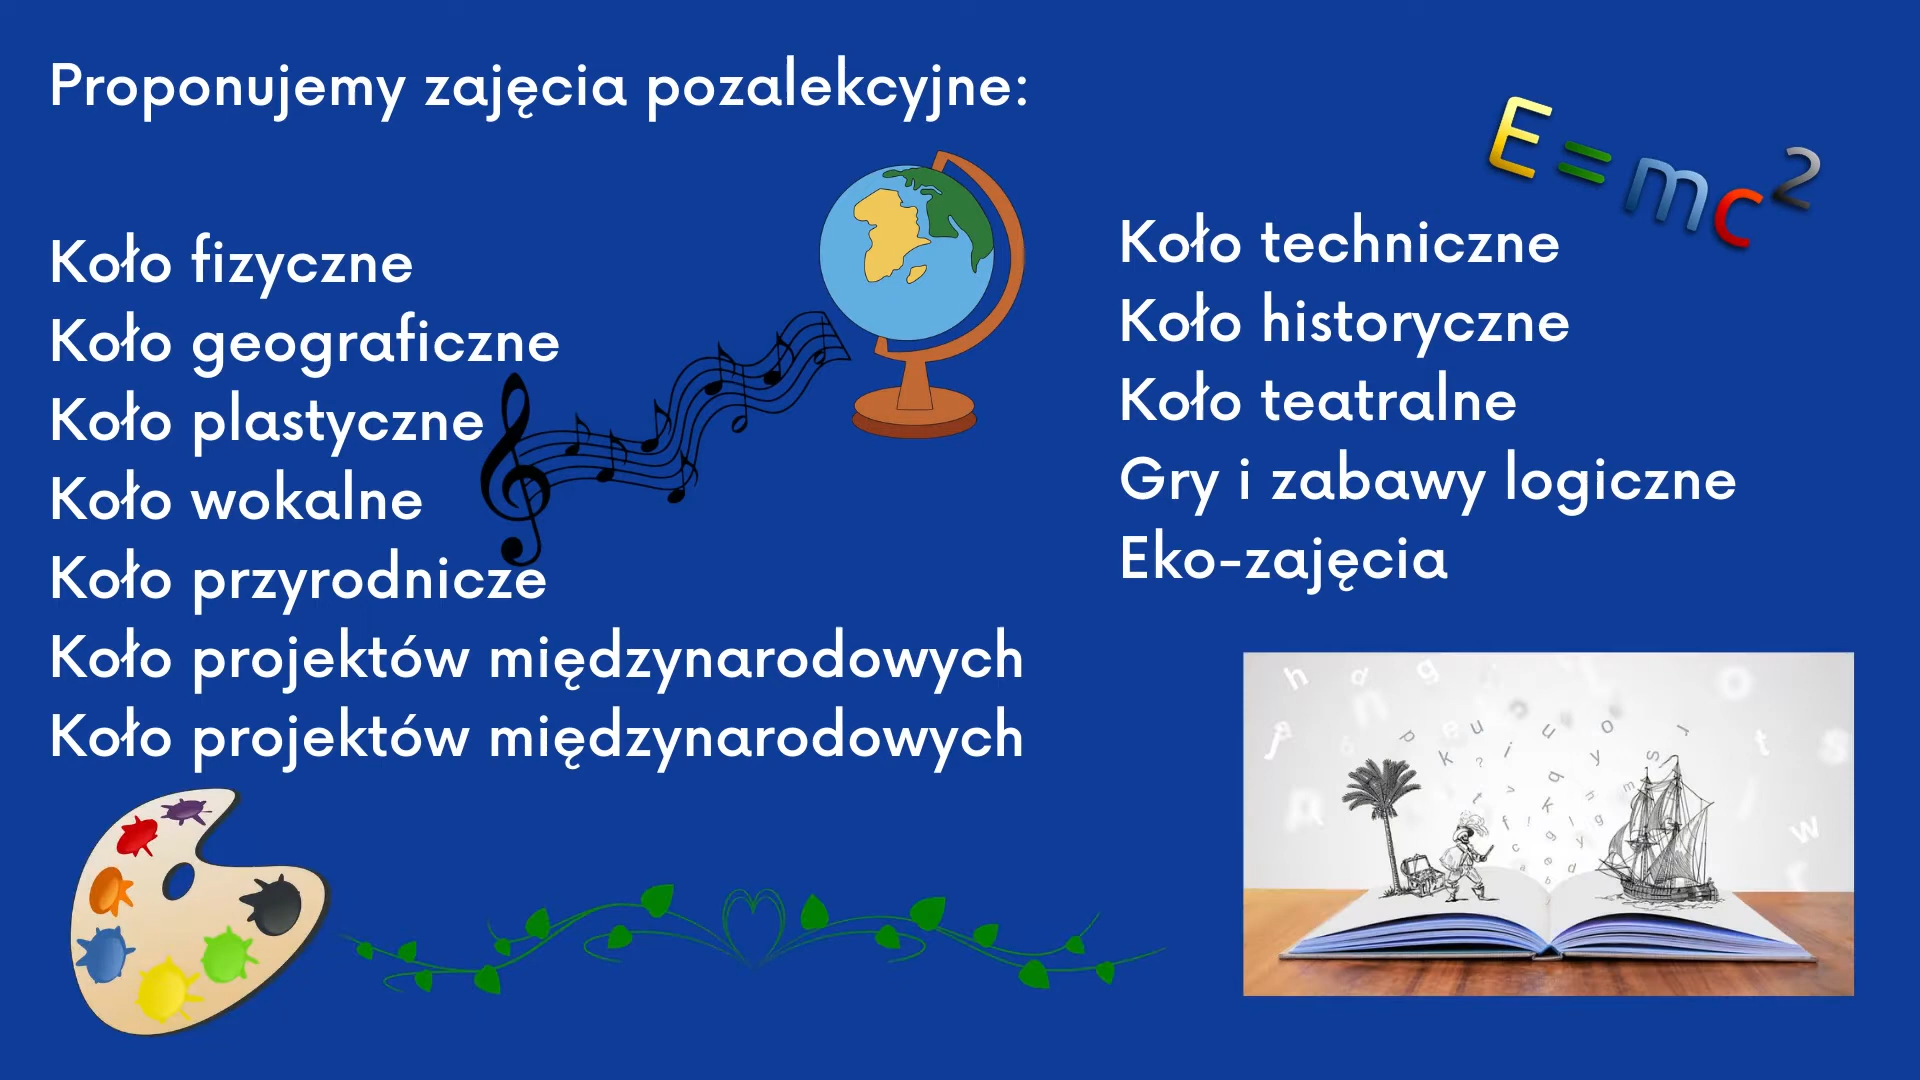 Proponujemy zajęcia pozalekcyjne:
Koło fizyczne
Koło geograficzne
Koło plastyczne
Koło wokalne
Koło przyrodnicze
Koło projektów międzynarodowych
Koło projektów międzynarodowych
E=mc²
Koło techniczne
Koło historyczne
Koło teatralne
Gry i zabawy logiczne
Eko-zajęcia